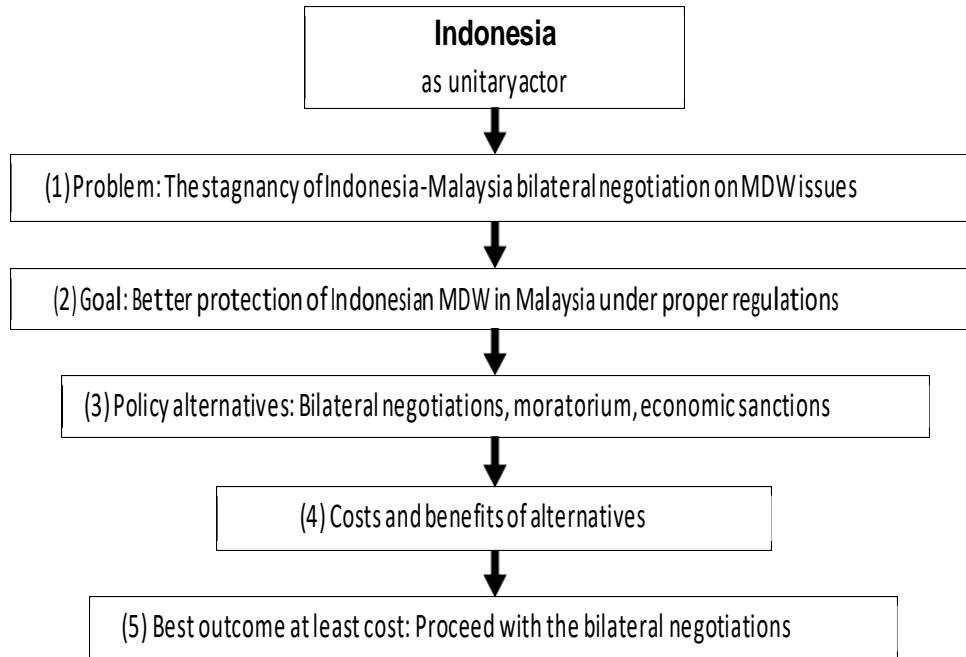 Indonesia
as unitaryactor
(1) Problem: The stagnancy of Indonesia-Malaysia bilateral negotiation on MDW issues
(2) Goal: Better protection of Indonesian MDW in Malaysia under proper regulations
(3) Policy alternatives: Bilateral negotiations, moratorium, economic sanctions
(4) Costs and benefits of alternatives
(5) Best outcome at least cost: Proceed with the bilateral negotiations